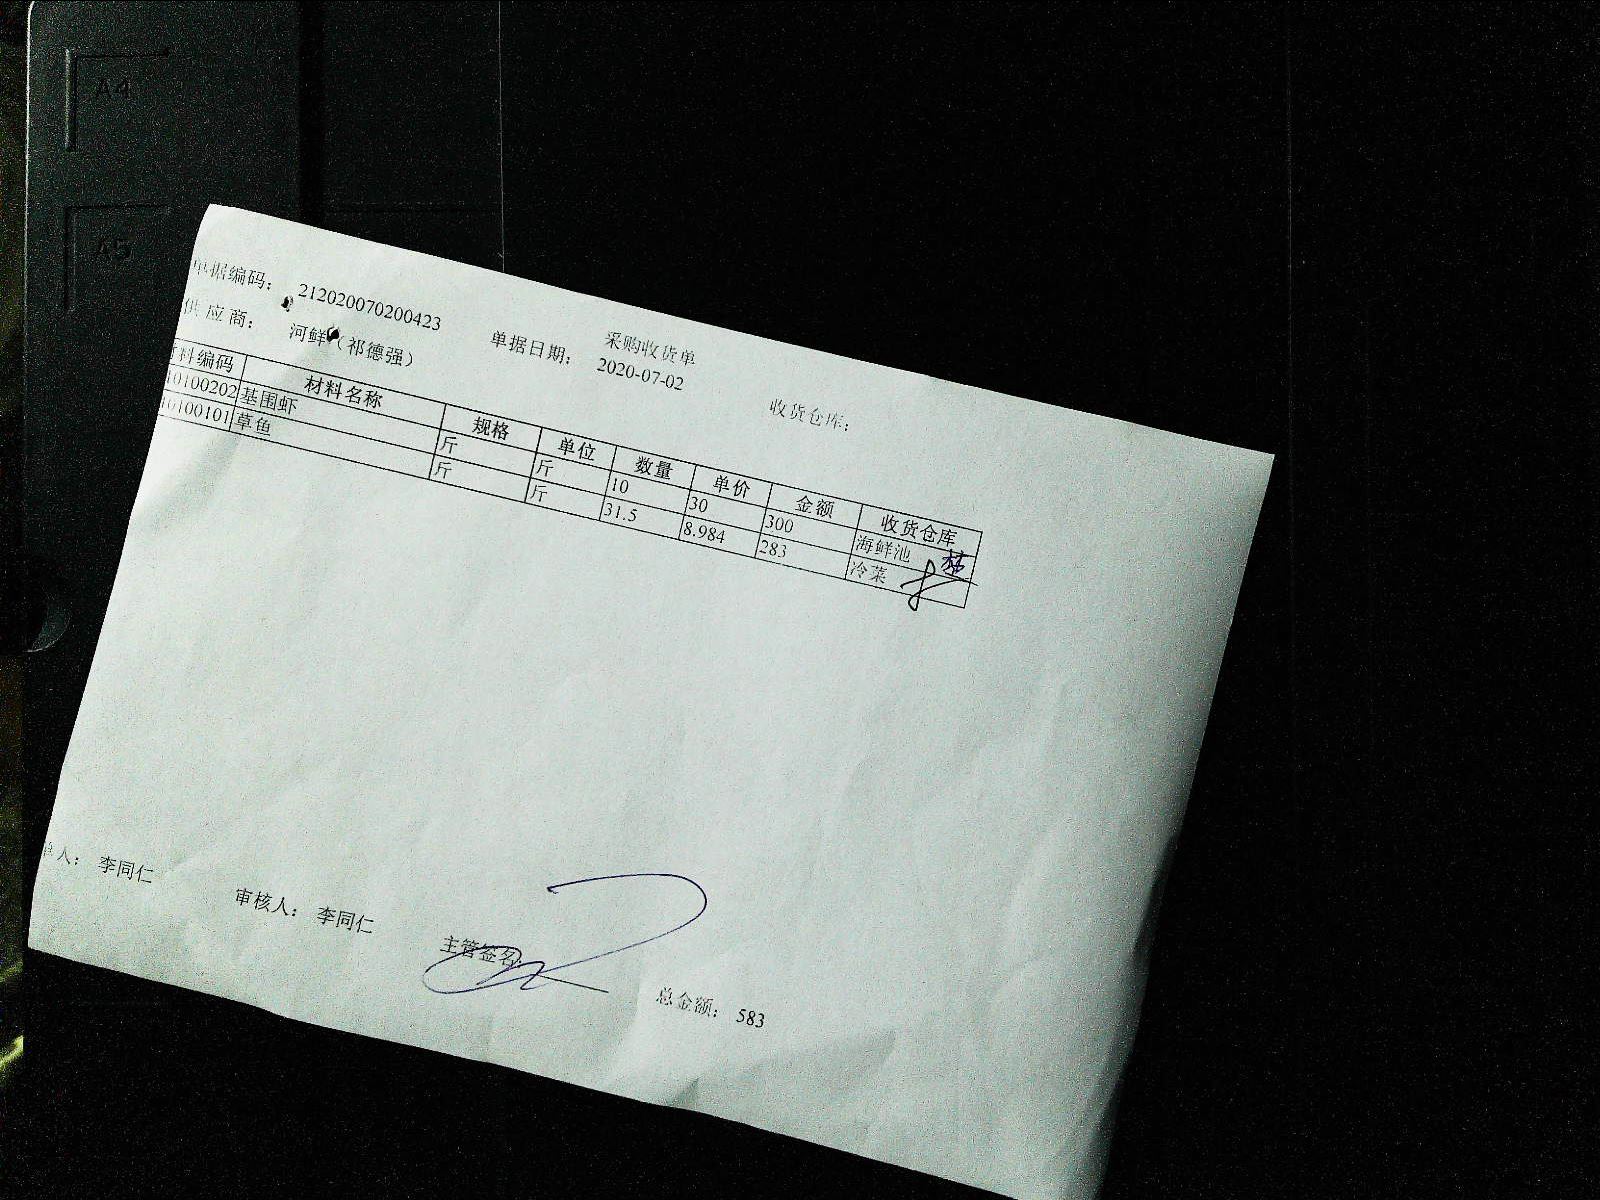 A4
A5
采购收货单
单据编码: 212020070200423 单据日期: 2020-07-02 收货仓库:
供应商: 河鲜 (祁德强)
材料编码 材料名称 规格 单位 数量 单价 金额 收货仓库
10100202 基围虾 斤 斤 10 30 300 海鲜池
10100101 草鱼 斤 斤 31.5 8.984 283 冷菜
单人: 李同仁 审核人: 李同仁 主管签名: 总金额: 583